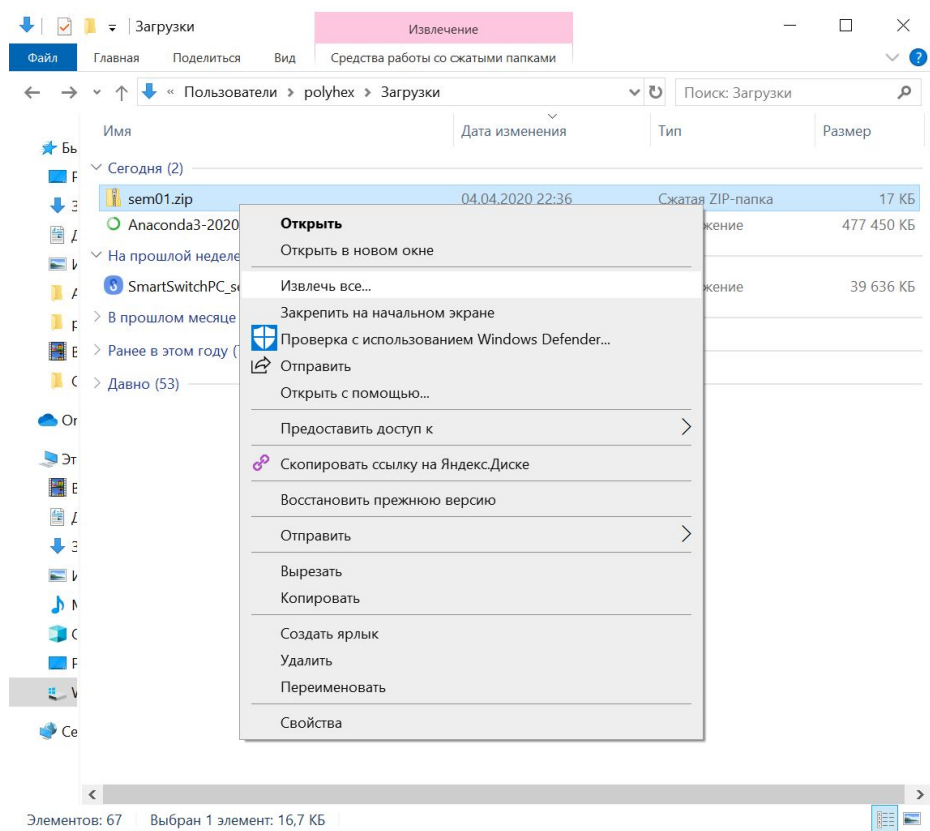 Загрузки
Извлечение
Файл Главная Поделиться Вид Средства работы со сжатыми папками
« Пользователи > polyhex > Загрузки Поиск: Загрузки
Имя Дата изменения Тип Размер
Сегодня (2)
sem01.zip 04.04.2020 22:36 Сжатая ZIP-папка 17 КБ
Anaconda3-2020 477 450 КБ
На прошлой неделе
SmartSwitchPC_s 39 636 КБ
В прошлом месяце
Ранее в этом году
Давно (53)
Открыть
Открыть в новом окне
Извлечь все...
Закрепить на начальном экране
Проверка с использованием Windows Defender...
Отправить
Открыть с помощью...
Предоставить доступ к
Скопировать ссылку на Яндекс.Диске
Восстановить прежнюю версию
Отправить
Вырезать
Копировать
Создать ярлык
Удалить
Переименовать
Свойства
Элементов: 67 Выбран 1 элемент: 16,7 КБ